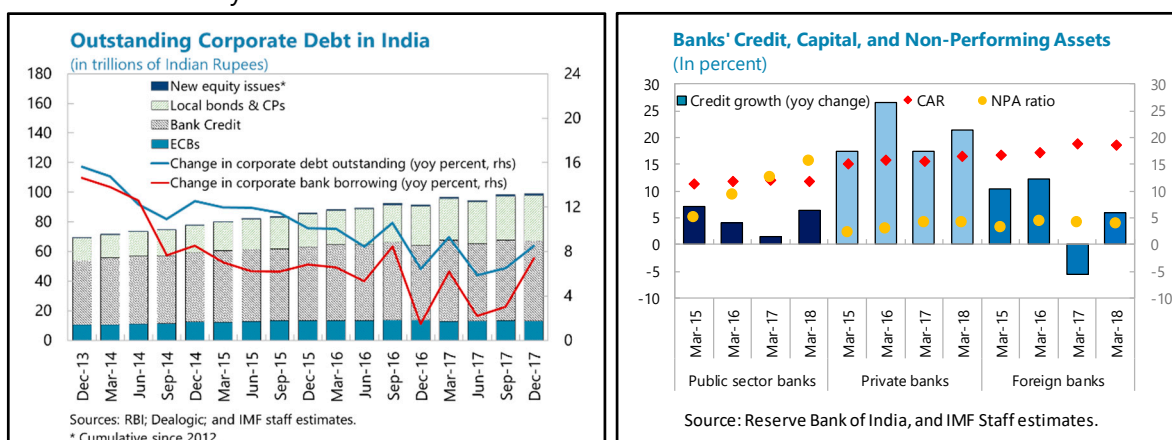 Outstanding Corporate Debt in India
(in trillions of Indian Rupees)
180 24
160
140 20
120 16
100 12
80
60 8
40 4
20
0 0
New equity issues*
Local bonds & CPs
Bank Credit
ECBs
Change in corporate debt outstanding (yoy percent, rhs)
Change in corporate bank borrowing (yoy percent, rhs)
Dec-13
Mar-14
Jun-14
Sep-14
Dec-14
Mar-15
Jun-15
Sep-15
Dec-15
Mar-16
Jun-16
Sep-16
Dec-16
Mar-17
Jun-17
Sep-17
Dec-17
Sources: RBI; Dealogic; and IMF staff estimates.
* Cumulative since 2012
Banks' Credit, Capital, and Non-Performing Assets
(In percent)
30 30
25 25
20 20
15 15
10 10
5 5
0 0
-5 -5
-10 -10
Credit growth (yoy change) CAR NPA ratio
Mar-15
Mar-16
Mar-17
Mar-18
Mar-15
Mar-16
Mar-17
Mar-18
Mar-15
Mar-16
Mar-17
Mar-18
Public sector banks Private banks Foreign banks
Source: Reserve Bank of India, and IMF Staff estimates.